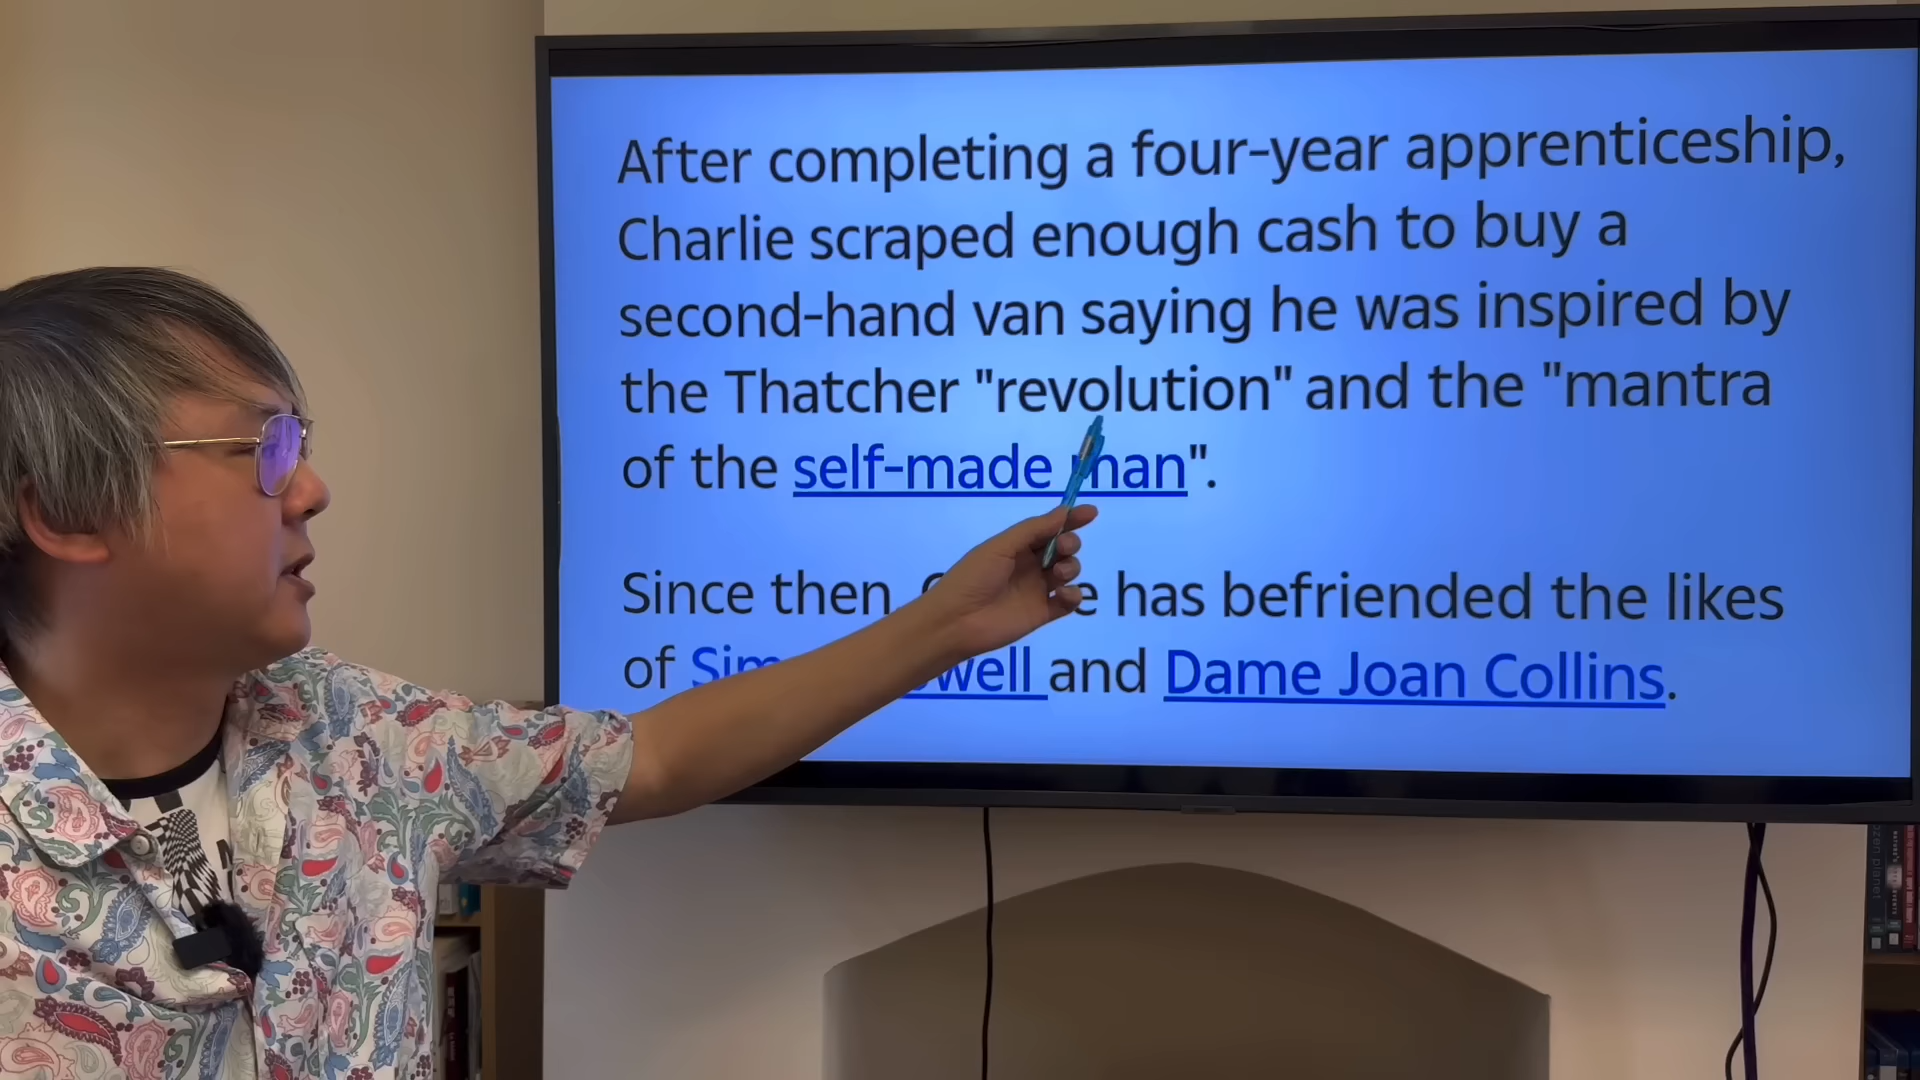 After completing a four-year apprenticeship,
Charlie scraped enough cash to buy a
second-hand van saying he was inspired by
the Thatcher "revolution" and the "mantra
of the self-made man".
Since then, has befriended the likes
of and Dame Joan Collins.